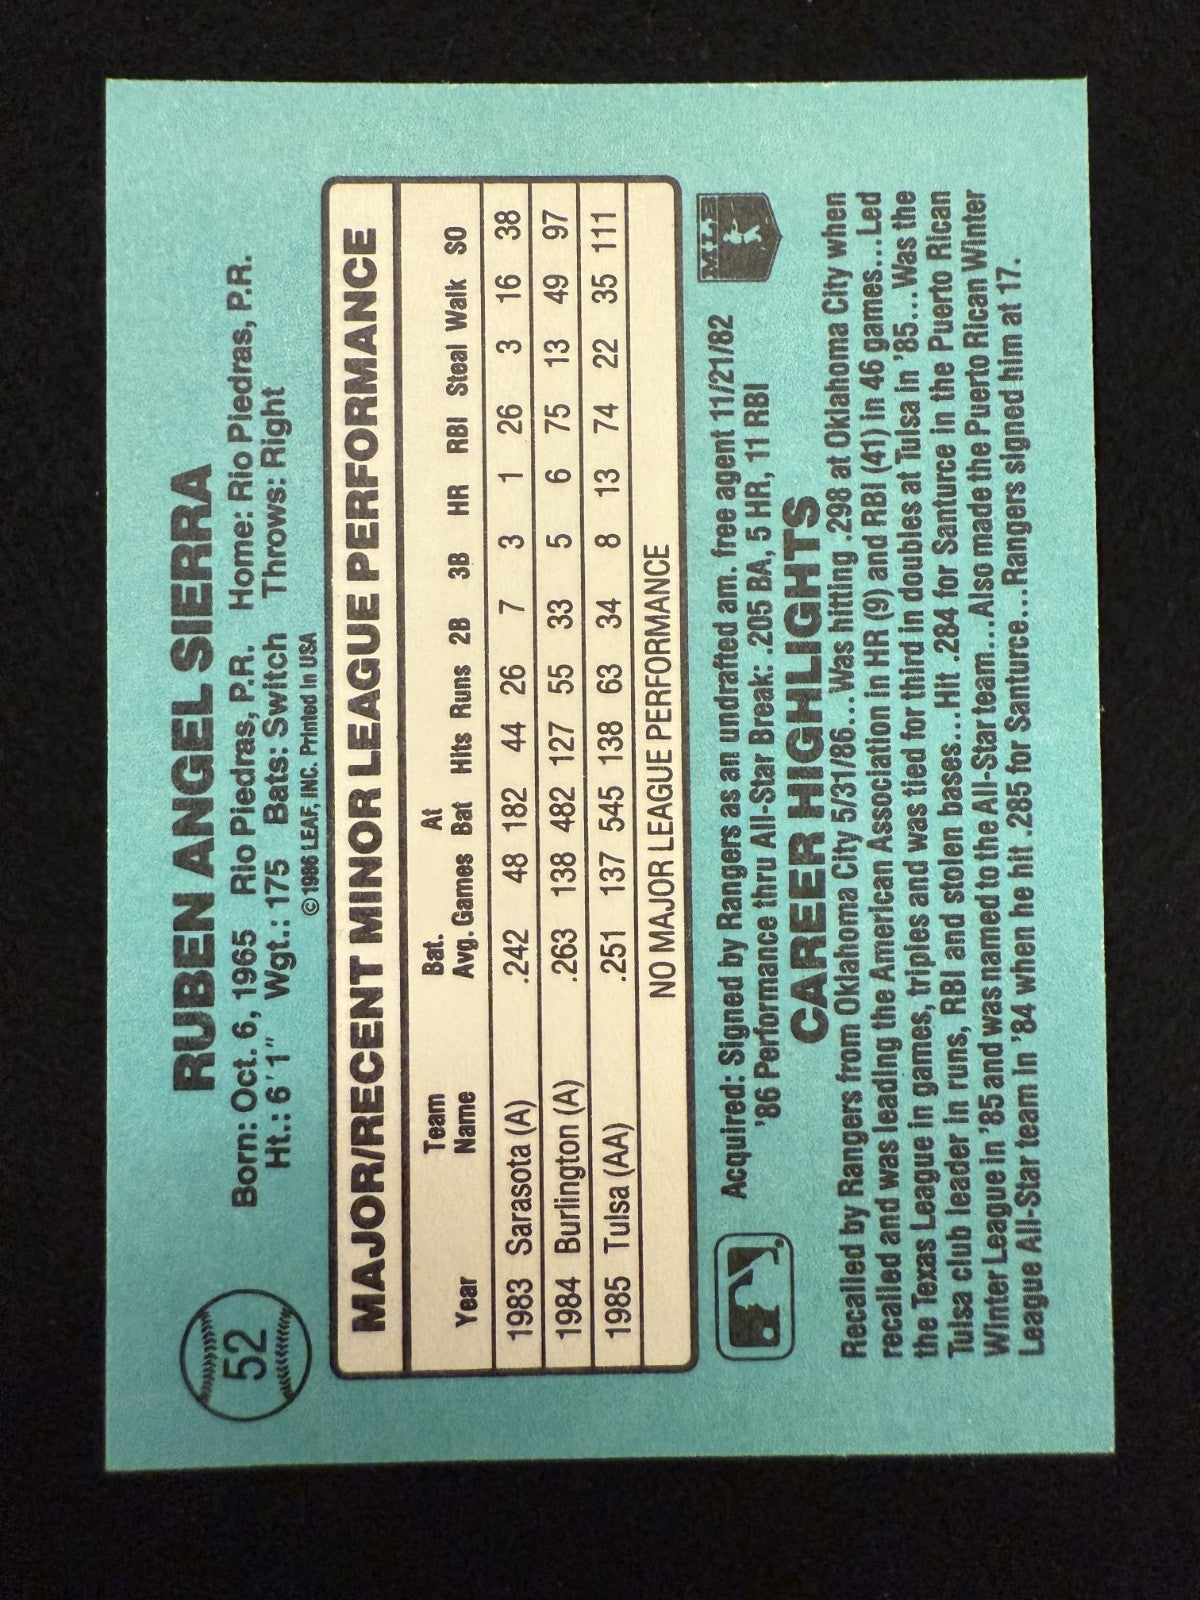 52
RUBEN ANGEL SIERRA
Born: Oct. 6, 1965 Rio Piedras, P.R. Home: Rio Piedras, P.R.
Ht.: 6'1" Wgt.: 175 Bats: Switch Throws: Right
© 1986 LEAF, INC. Printed in USA
MAJOR/RECENT MINOR LEAGUE PERFORMANCE
Year Team Name Bat. Avg. Games At Bat Hits Runs 2B 3B HR RBI Steal Walk SO
1983 Sarasota (A) .242 48 182 44 26 7 3 1 26 3 16 38
1984 Burlington (A) .263 138 482 127 55 33 5 6 75 13 49 97
1985 Tulsa (AA) .251 137 545 138 63 34 8 13 74 22 35 111
NO MAJOR LEAGUE PERFORMANCE
Acquired: Signed by Rangers as an undrafted am. free agent 11/21/82
'86 Performance thru All-Star Break: .205 BA, 5 HR, 11 RBI
MLB
CAREER HIGHLIGHTS
Recalled by Rangers from Oklahoma City 5/31/86...Was hitting .298 at Oklahoma City when
recalled and was leading the American Association in HR (9) and RBI (41) in 46 games...Led
the Texas League in games, triples and was tied for third in doubles at Tulsa in '85...Was the
Tulsa club leader in runs, RBI and stolen bases...Hit .284 for Santurce in the Puerto Rican
Winter League in '85 and was named to the All-Star team...Also made the Puerto Rican Winter
League All-Star team in '84 when he hit .285 for Santurce...Rangers signed him at 17.